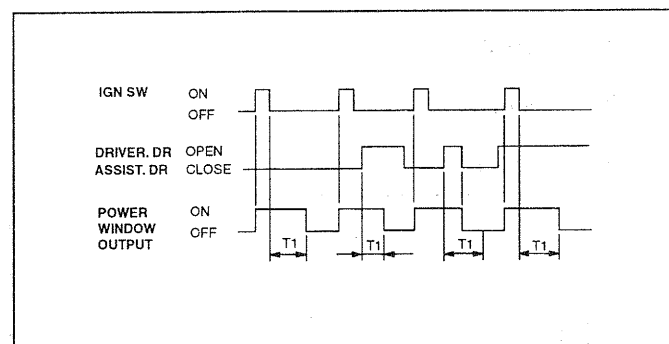 IGN SW ON
OFF
DRIVER. DR OPEN
ASSIST. DR CLOSE
POWER ON
WINDOW OFF
OUTPUT
T1 T1 T1 T1